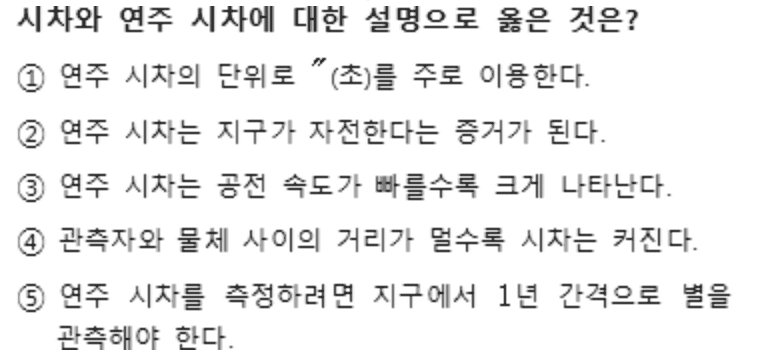 시차와 연주 시차에 대한 설명으로 옳은 것은?
① 연주 시차의 단위로 ″(초)를 주로 이용한다.
② 연주 시차는 지구가 자전한다는 증거가 된다.
③ 연주 시차는 공전 속도가 빠를수록 크게 나타난다.
④ 관측자와 물체 사이의 거리가 멀수록 시차는 커진다.
⑤ 연주 시차를 측정하려면 지구에서 1년 간격으로 별을
관측해야 한다.